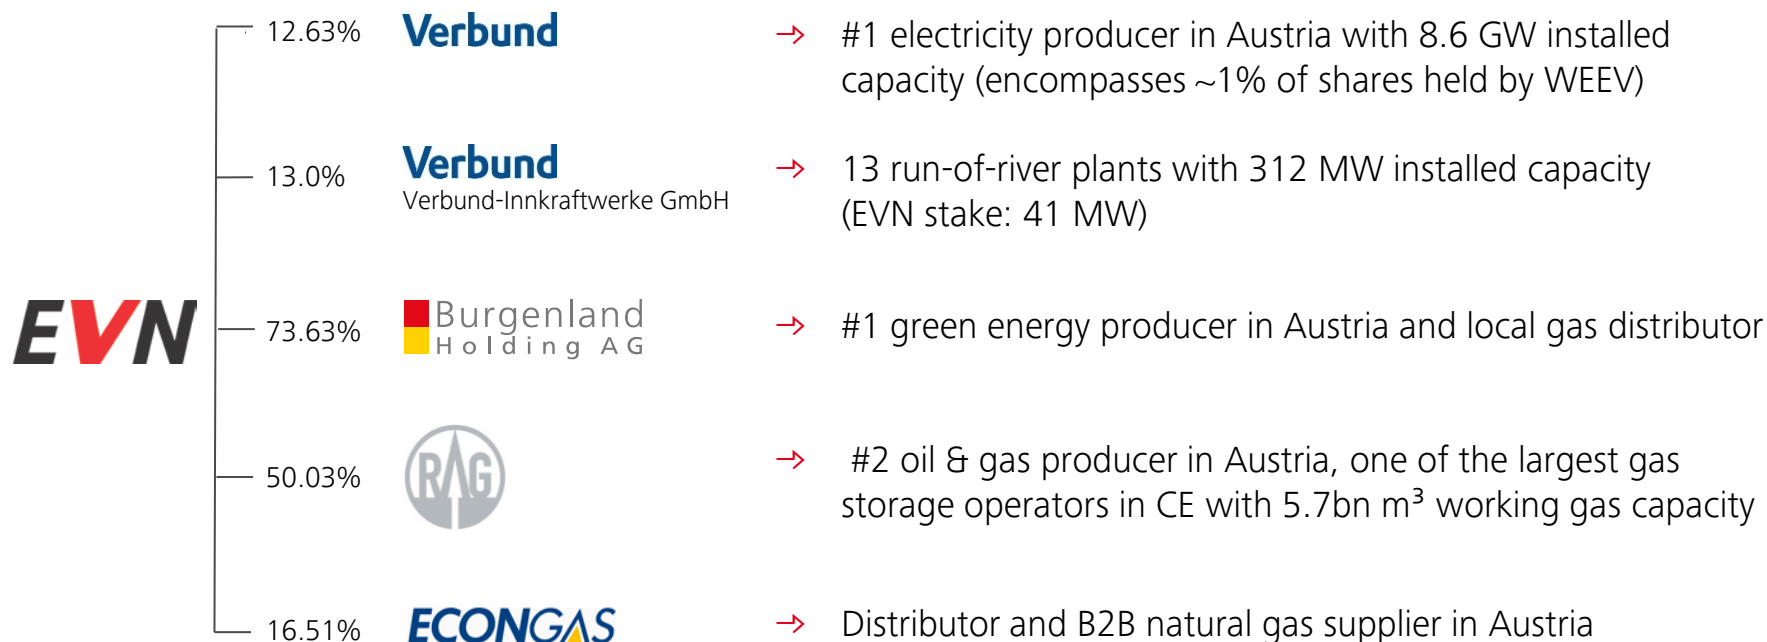 12.63% Verbund → #1 electricity producer in Austria with 8.6 GW installed
capacity (encompasses ~1% of shares held by WEEV)
13.0% Verbund → 13 run-of-river plants with 312 MW installed capacity
Verbund-Innkraftwerke GmbH (EVN stake: 41 MW)
EVN 73.63% Burgenland → #1 green energy producer in Austria and local gas distributor
Holding AG
50.03% RAG → #2 oil & gas producer in Austria, one of the largest gas
storage operators in CE with 5.7bn m³ working gas capacity
16.51% ECONGAS → Distributor and B2B natural gas supplier in Austria